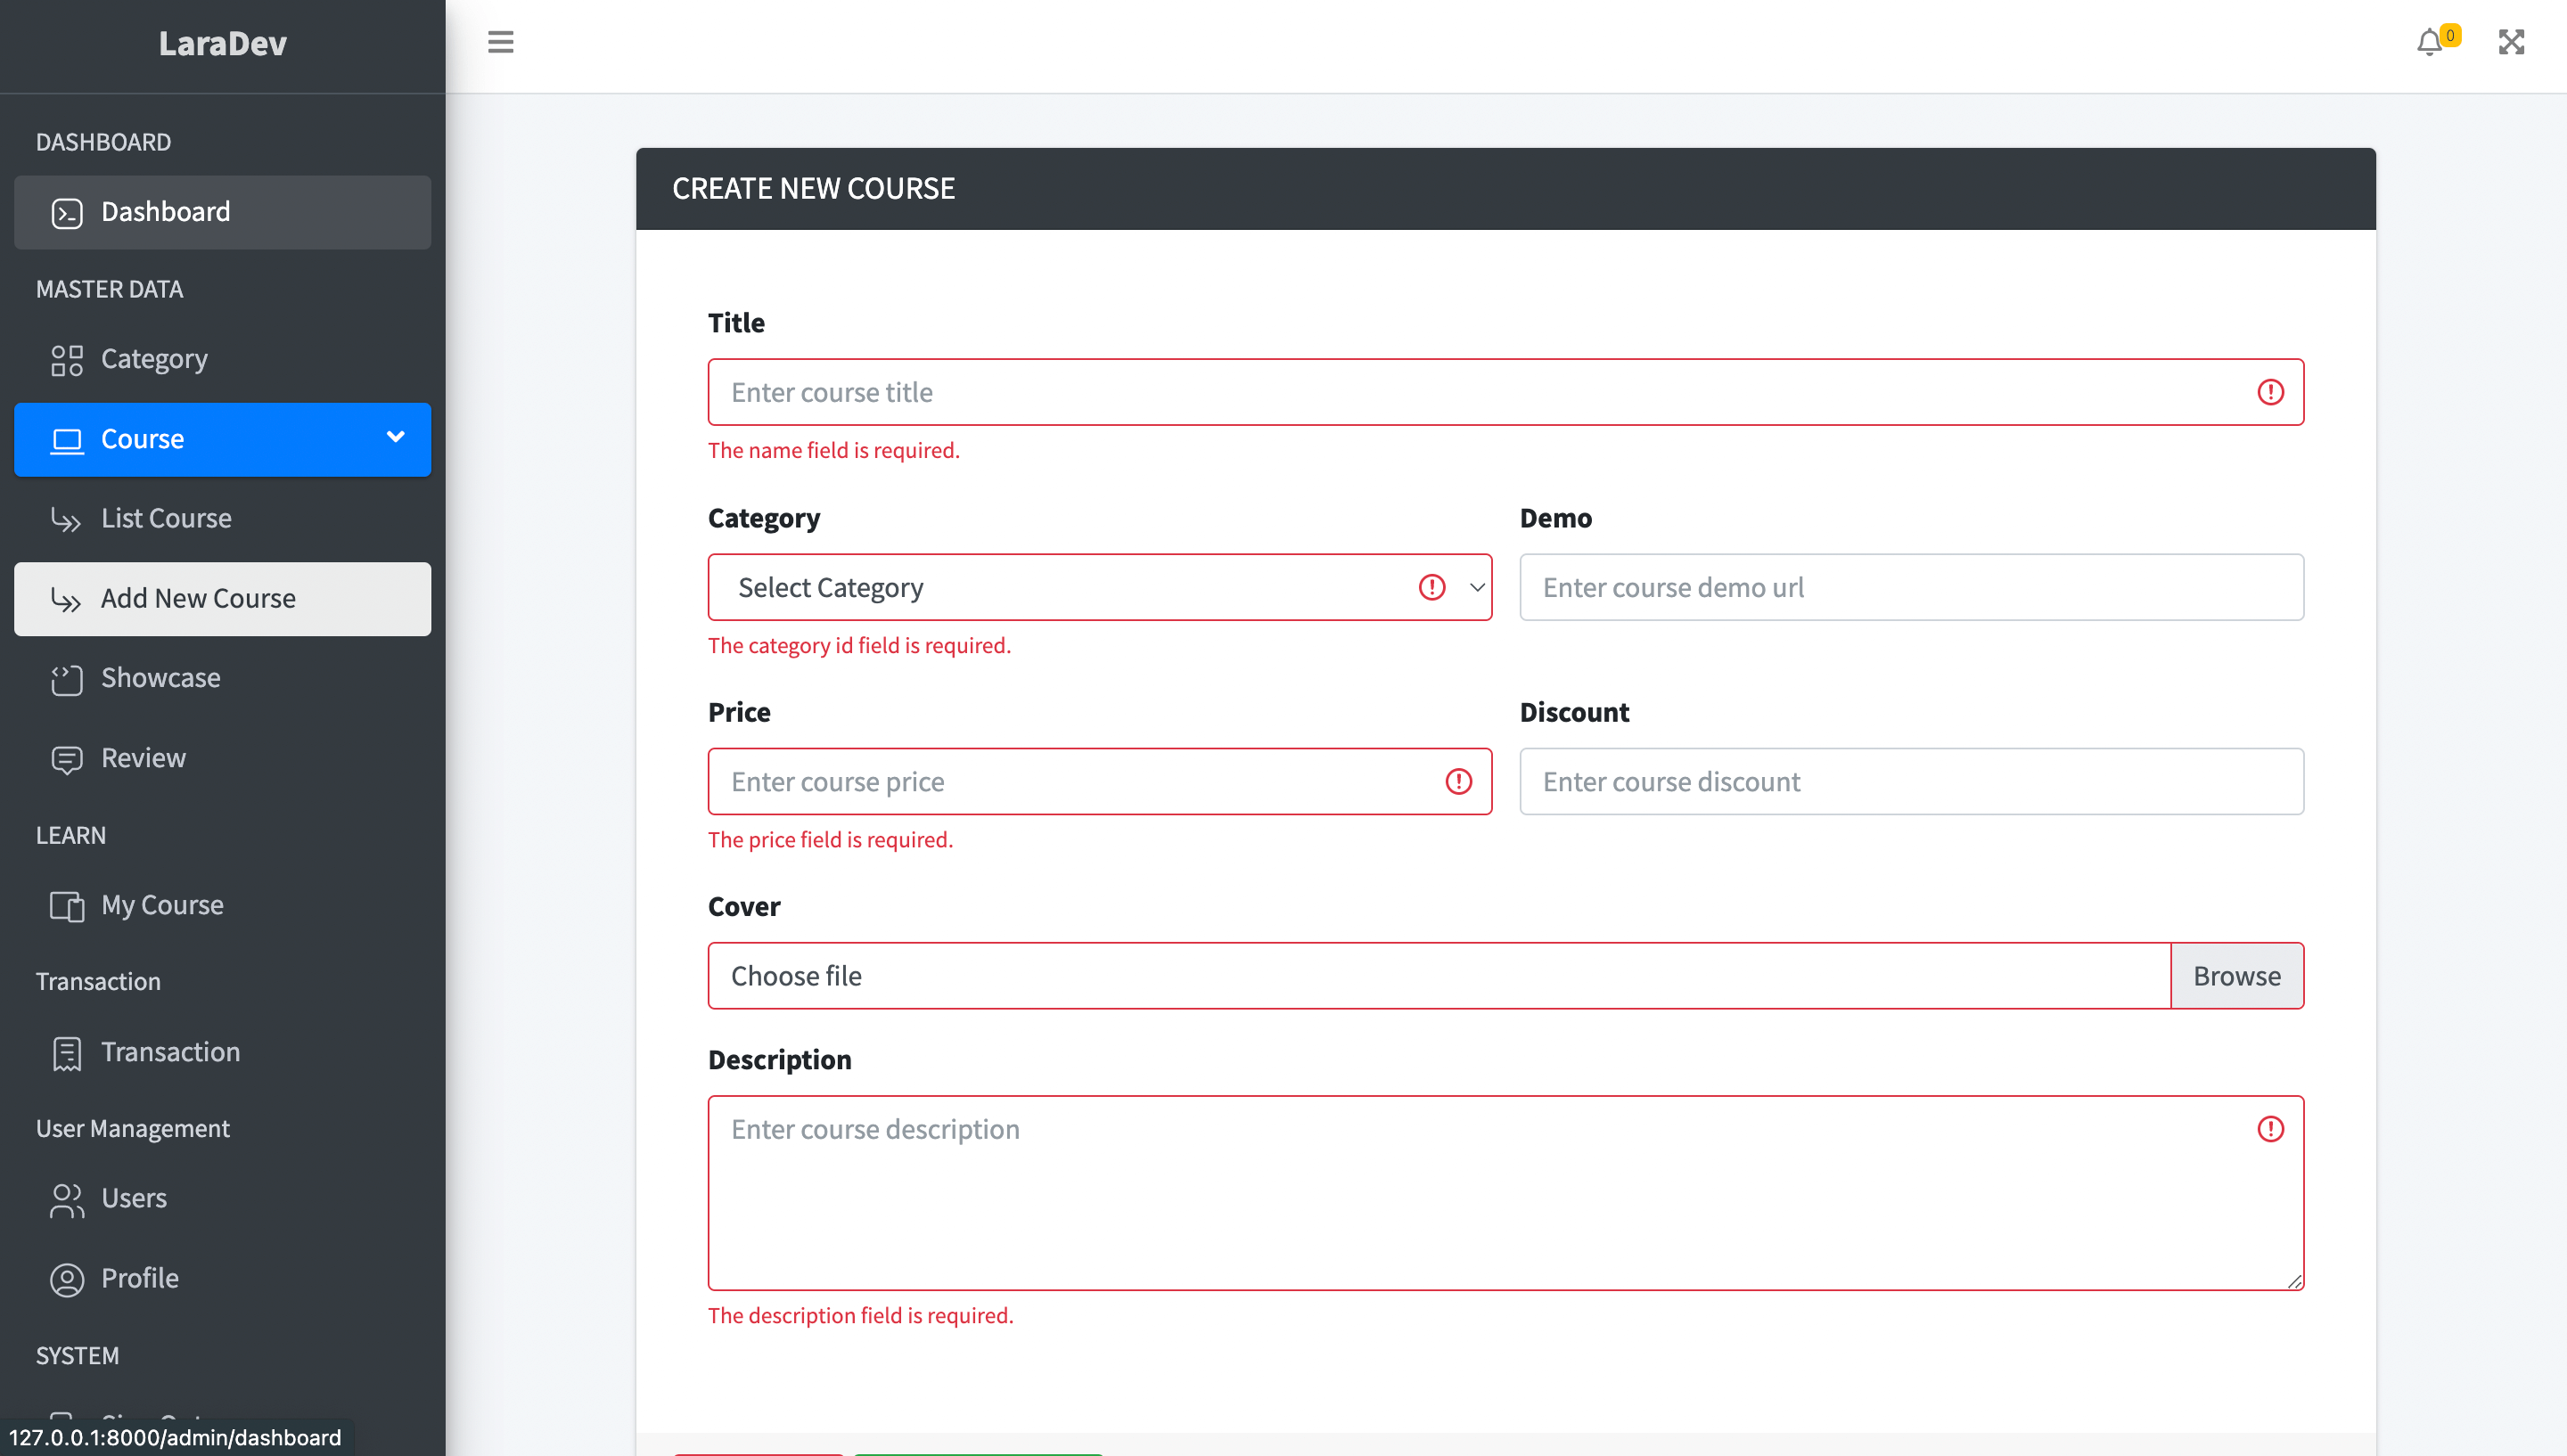 LaraDev
0
DASHBOARD
Dashboard
MASTER DATA
Category
Course
List Course
Add New Course
Showcase
Review
LEARN
My Course
Transaction
Transaction
User Management
Users
Profile
SYSTEM
127.0.0.1:8000/admin/dashboard
CREATE NEW COURSE
Title
Enter course title
The name field is required.
Category
Demo
Select Category
Enter course demo url
The category id field is required.
Price
Discount
Enter course price
Enter course discount
The price field is required.
Cover
Choose file
Browse
Description
Enter course description
The description field is required.